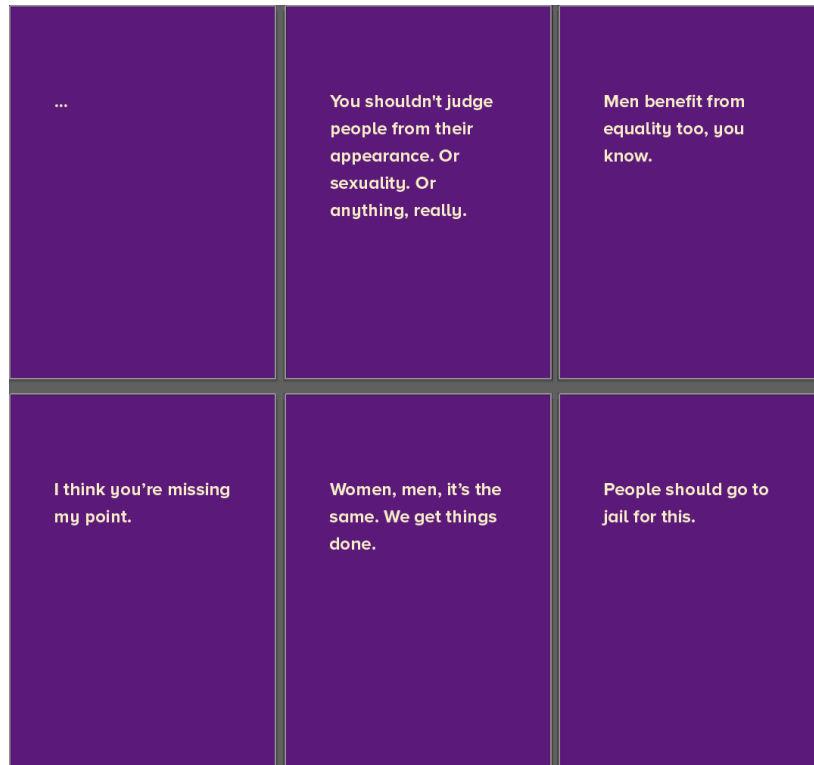 ...
You shouldn't judge
people from their
appearance. Or
sexuality. Or
anything, really.
Men benefit from
equality too, you
know.
I think you’re missing
my point.
Women, men, it’s the
same. We get things
done.
People should go to
jail for this.